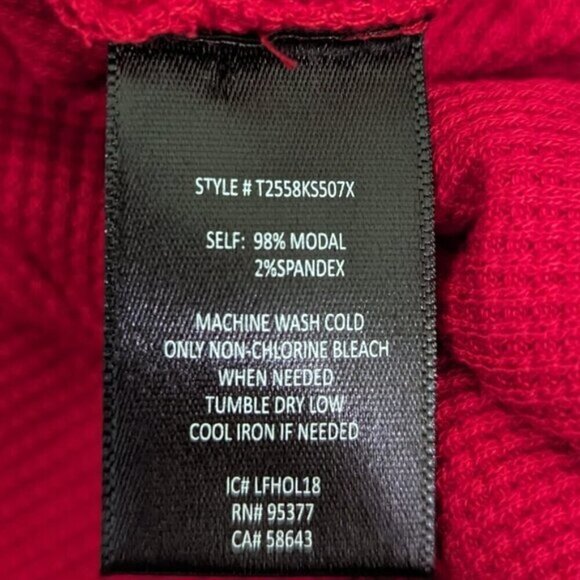 STYLE # T2558KS507X
SELF: 98% MODAL
2%SPANDEX
MACHINE WASH COLD
ONLY NON-CHLORINE BLEACH
WHEN NEEDED
TUMBLE DRY LOW
COOL IRON IF NEEDED
IC# LFHOL18
RN# 95377
CA# 58643